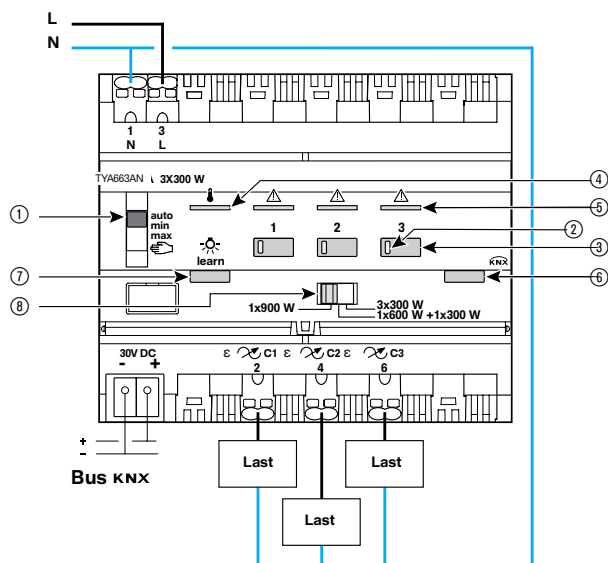 L
N
1 3
N L
TYA663AN 3X300 W
④
⑤
①
auto
min
max
1 2 3
②
③
learn
KNX
⑦
⑥
⑧
1x900 W 3x300 W
1x600 W +1x300 W
30V DC
- +
ε C1 ε C2 ε C3
2 4 6
+
-
Bus KNX
Last Last
Last